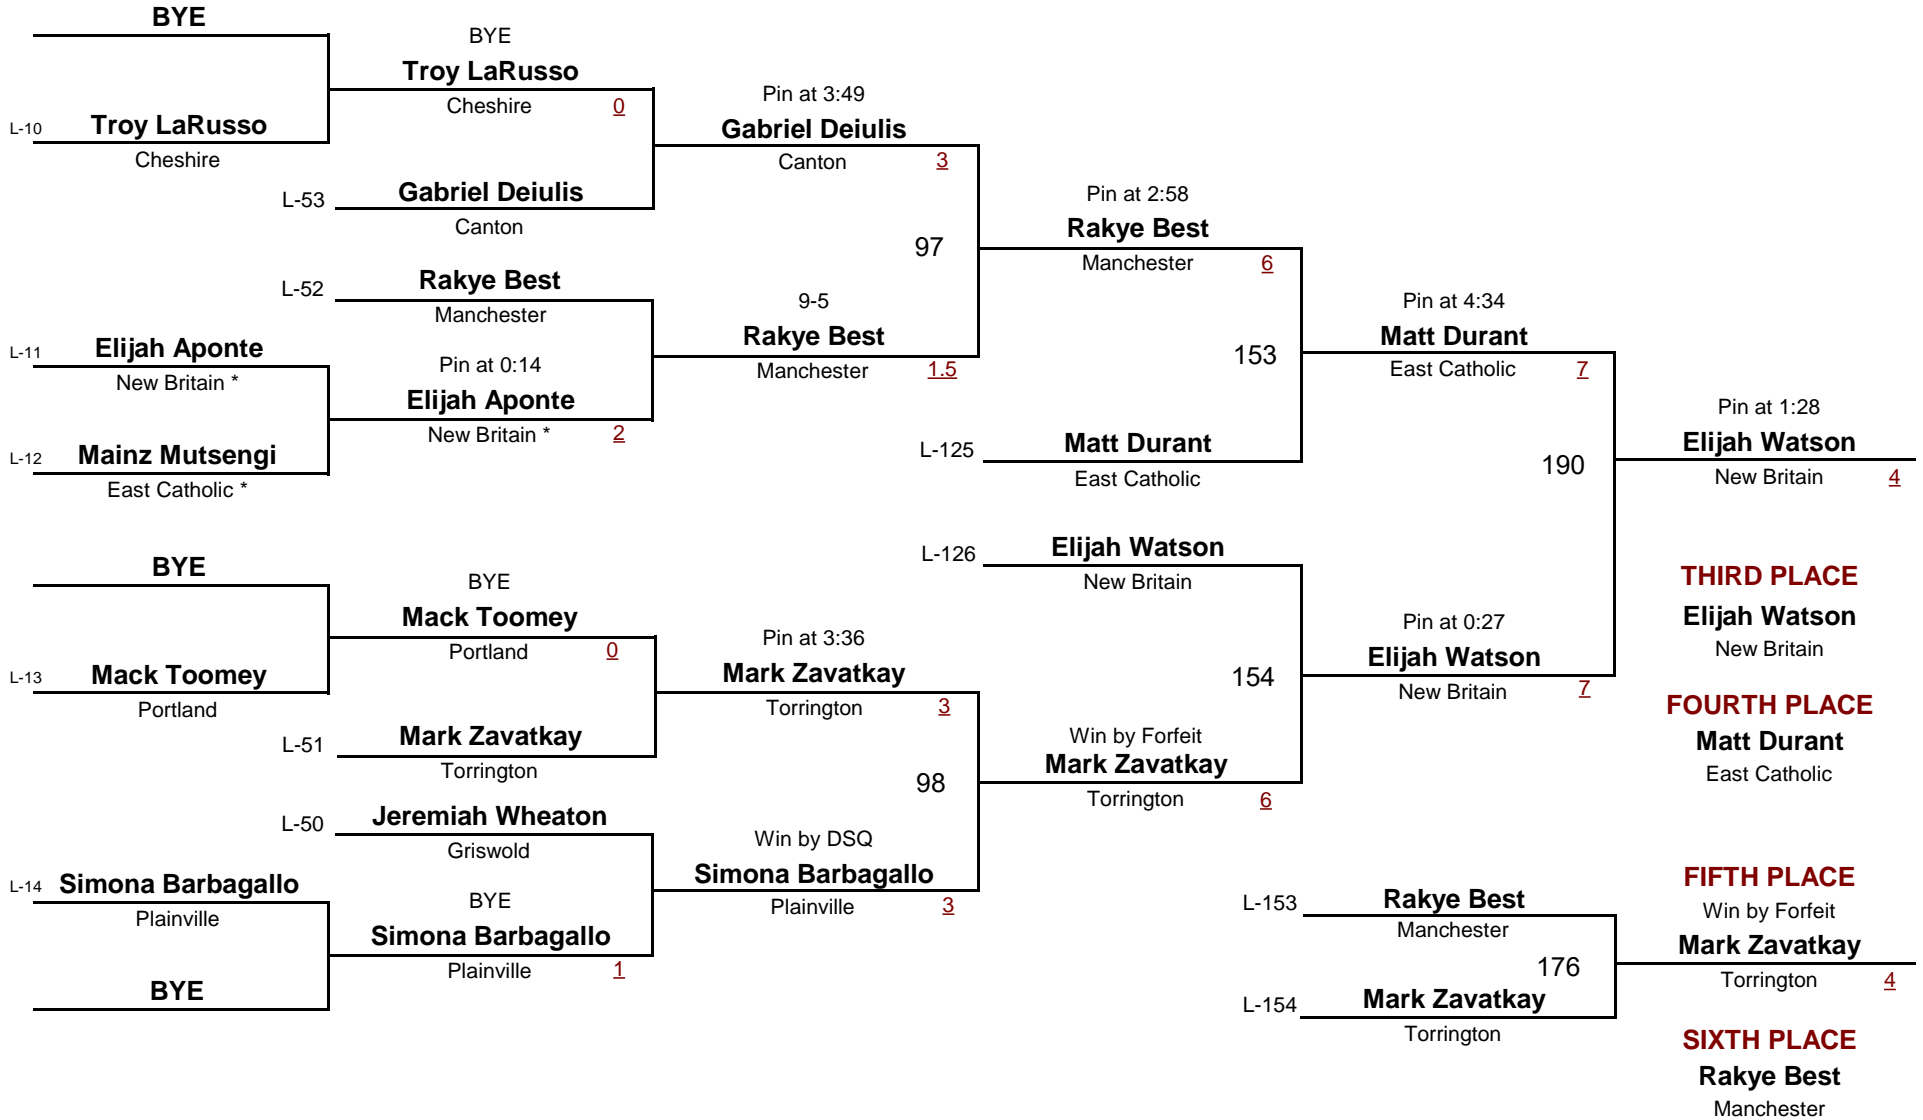 BYE
L-10 Troy LaRusso
Cheshire
L-11 Elijah Aponte
New Britain *
L-12 Mainz Mutsengi
East Catholic *
BYE
L-13 Mack Toomey
Portland
L-14 Simona Barbagallo
Plainville
BYE
BYE
Troy LaRusso
Cheshire 0
L-53 Gabriel Deiulis
Canton
L-52 Rakye Best
Manchester
Pin at 0:14
Elijah Aponte
New Britain * 2
BYE
Mack Toomey
Portland 0
L-51 Mark Zavatkay
Torrington
L-50 Jeremiah Wheaton
Griswold
BYE
Simona Barbagallo
Plainville 1
Pin at 3:49
Gabriel Deiulis
Canton 3
97
9-5
Rakye Best
Manchester 1.5
Pin at 3:36
Mark Zavatkay
Torrington 3
98
Win by DSQ
Simona Barbagallo
Plainville 3
Pin at 2:58
Rakye Best
Manchester 6
153
L-125 Matt Durant
East Catholic
L-126 Elijah Watson
New Britain
154
Win by Forfeit
Mark Zavatkay
Torrington 6
Pin at 4:34
Matt Durant
East Catholic 7
190
Pin at 0:27
Elijah Watson
New Britain 7
L-153 Rakye Best
Manchester
176
L-154 Mark Zavatkay
Torrington
Pin at 1:28
Elijah Watson
New Britain 4
THIRD PLACE
Elijah Watson
New Britain
FOURTH PLACE
Matt Durant
East Catholic
FIFTH PLACE
Win by Forfeit
Mark Zavatkay
Torrington 4
SIXTH PLACE
Rakye Best
Manchester